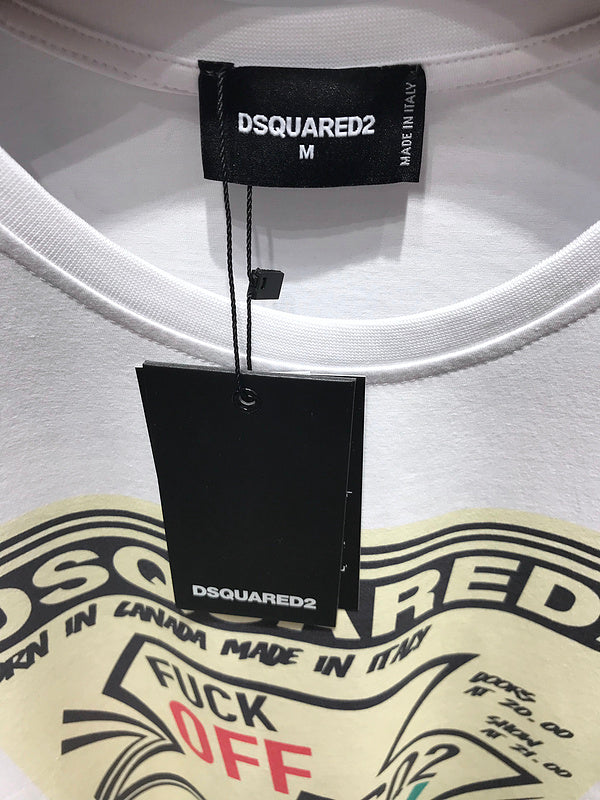 DSQUARED2
M
MADE IN ITALY
DSQUARED2
BORN IN CANADA MADE IN ITALY
FUCK
OFF
DOORS
AT 20.00
SHOW
AT 21.00